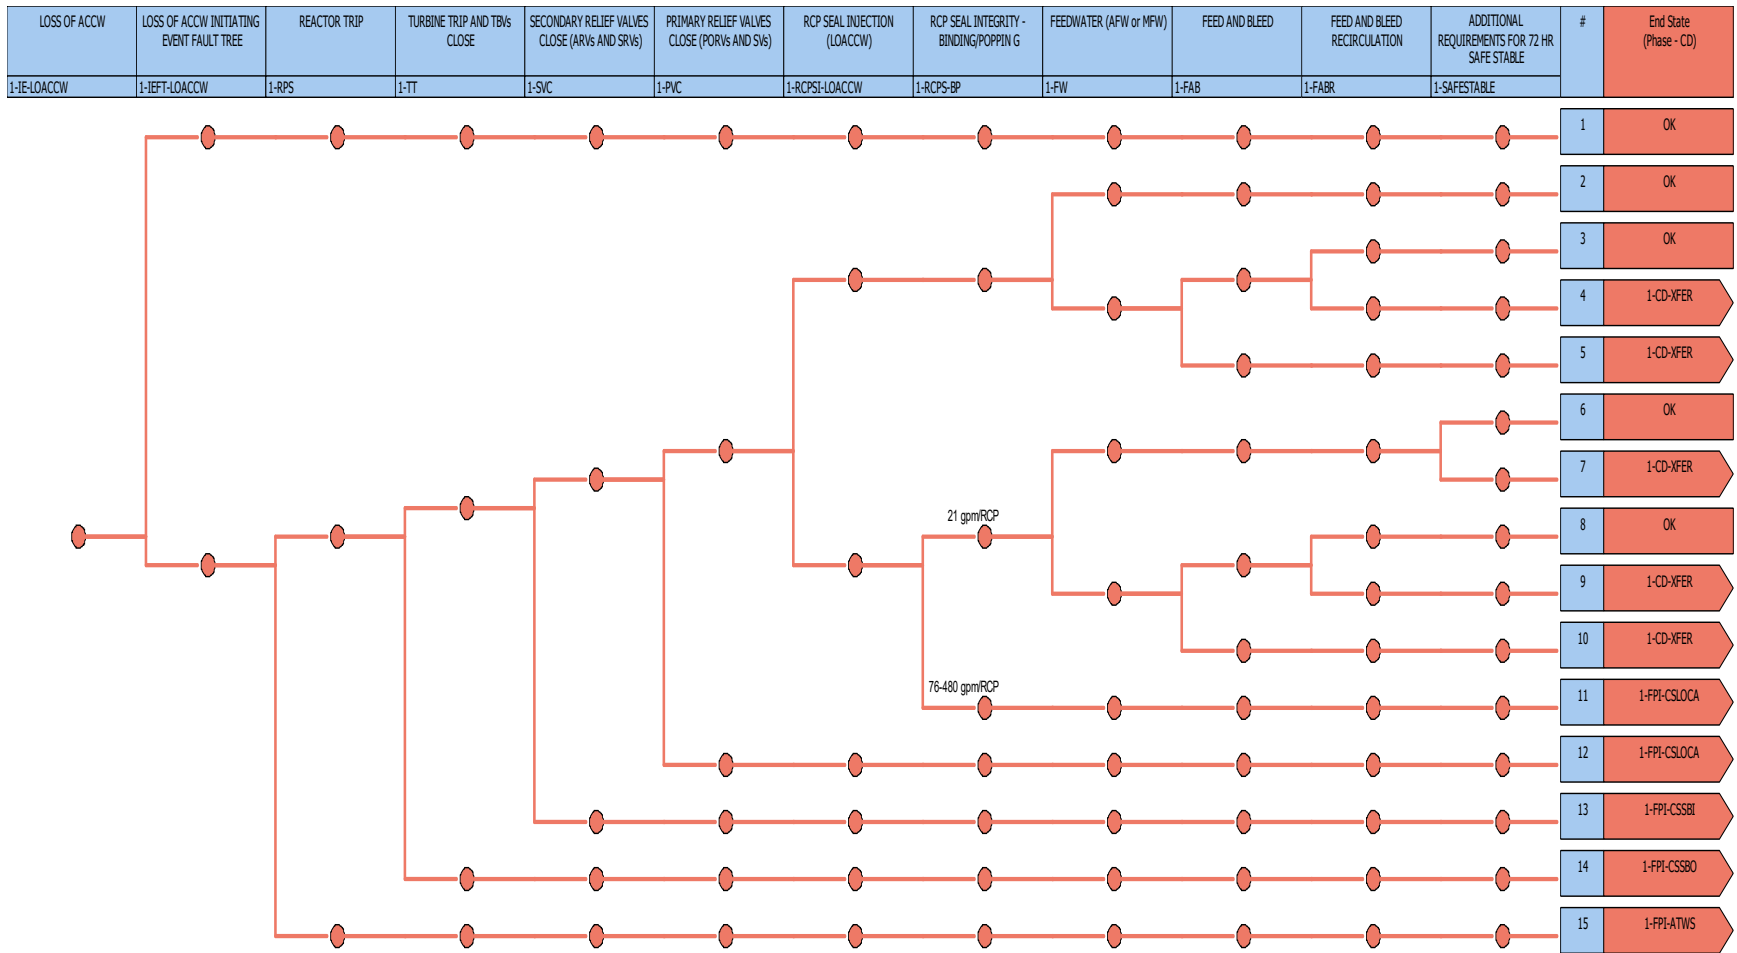 LOSS OF ACCW
LOSS OF ACCW INITIATING
EVENT FAULT TREE
REACTOR TRIP
TURBINE TRIP AND TBVs
CLOSE
SECONDARY RELIEF VALVES
CLOSE (ARVs AND SRVs)
PRIMARY RELIEF VALVES
CLOSE (PORVs AND SVs)
RCP SEAL INJECTION
(LOACCW)
RCP SEAL INTEGRITY -
BINDING/POPPIN G
FEEDWATER (AFW or MFW)
FEED AND BLEED
FEED AND BLEED
RECIRCULATION
ADDITIONAL
REQUIREMENTS FOR 72 HR
SAFE STABLE
#
End State
(Phase - CD)
1-IE-LOACCW
1-IEFT-LOACCW
1-RPS
1-TT
1-SVC
1-PVC
1-RCPSI-LOACCW
1-RCPS-BP
1-FW
1-FAB
1-FABR
1-SAFESTABLE
1
OK
2
OK
3
OK
4
1-CD-XFER
5
1-CD-XFER
6
OK
7
1-CD-XFER
21 gpm/RCP
8
OK
9
1-CD-XFER
10
1-CD-XFER
76-480 gpm/RCP
11
1-FPI-CSLOCA
12
1-FPI-CSLOCA
13
1-FPI-CSSBI
14
1-FPI-CSSBO
15
1-FPI-ATWS